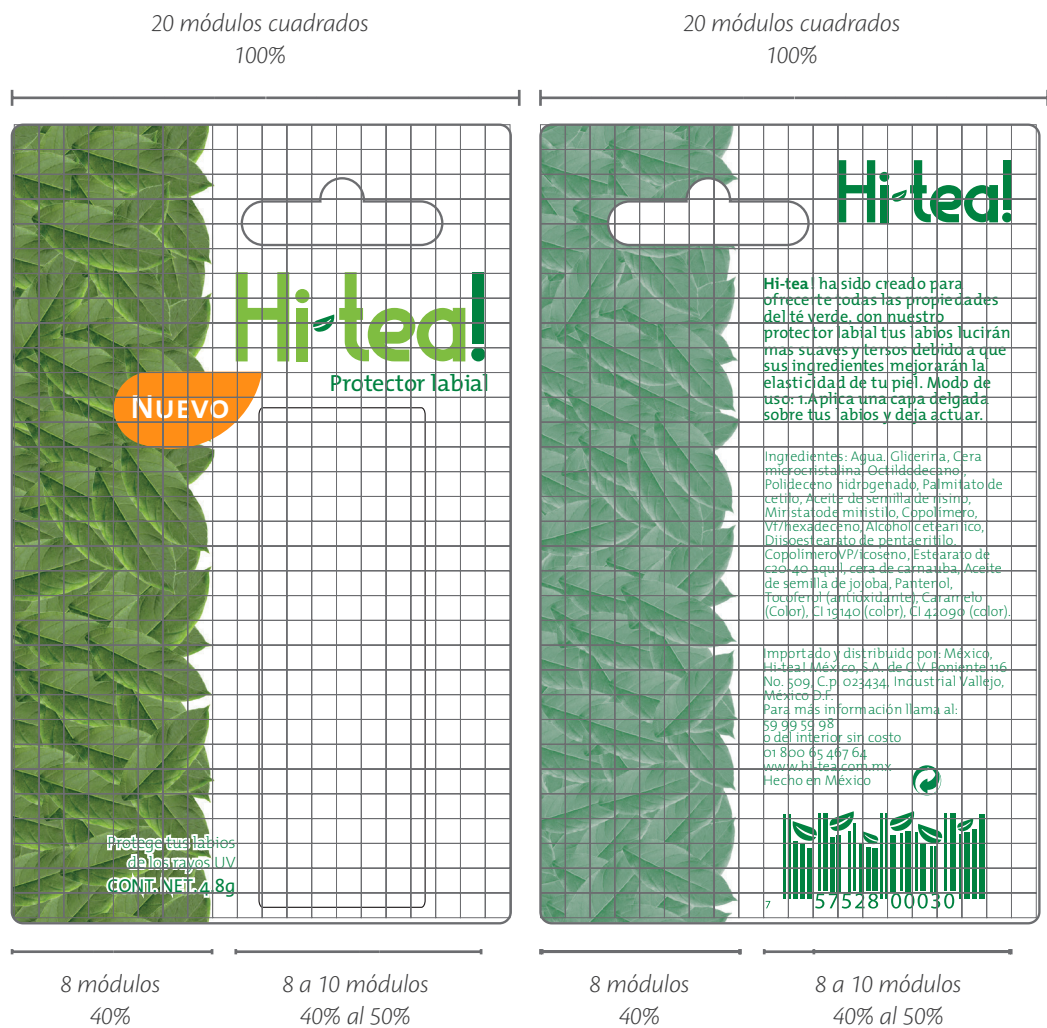 20 módulos cuadrados
100%
20 módulos cuadrados
100%
Hi-tea!
Protector labial
NUEVO
Protege tus labios
de los rayos UV
CONT. NET. 4.8g
8 módulos
40%
8 a 10 módulos
40% al 50%
Hi-tea!
Hi-tea! ha sido creado para
ofrecerte todas las propiedades
del té verde, con nuestro
protector labial tus labios lucirán
más suaves y tersos debido a que
sus ingredientes mejorarán la
elasticidad de tu piel. Modo de
uso: 1.Aplica una capa delgada
sobre tus labios y deja actuar.
Ingredientes: Agua. Glicerina, Cera
microcristalina, Octildodecano,
Polideceno hidrogenado, Palmitato de
cetilo, Aceite de semilla de risino,
Miristatode miristilo, Copolímero,
Vf/hexadeceno, Alcohol cetearilico,
Diisoestearato de pentaeritilo,
CopolimeroVP/icoseno, Estearato de
c20-40 aquil, cera de carnauba, Aceite
de semilla de jojoba, Pantenol,
Tocoferol (antioxidante), Caramelo
(Color), CI 19140 (color), CI 42090 (color).
Importado y distribuido por: México,
Hi-tea! México, S.A. de C.V. Poniente 116
No. 509, C.p. 023434, Industrial Vallejo,
México D.F.
Para más información llama al:
59 99 59 98
o del interior sin costo
01 800 65 467 64
www.hi-tea.com.mx
Hecho en México
7 57528 00030
8 módulos
40%
8 a 10 módulos
40% al 50%